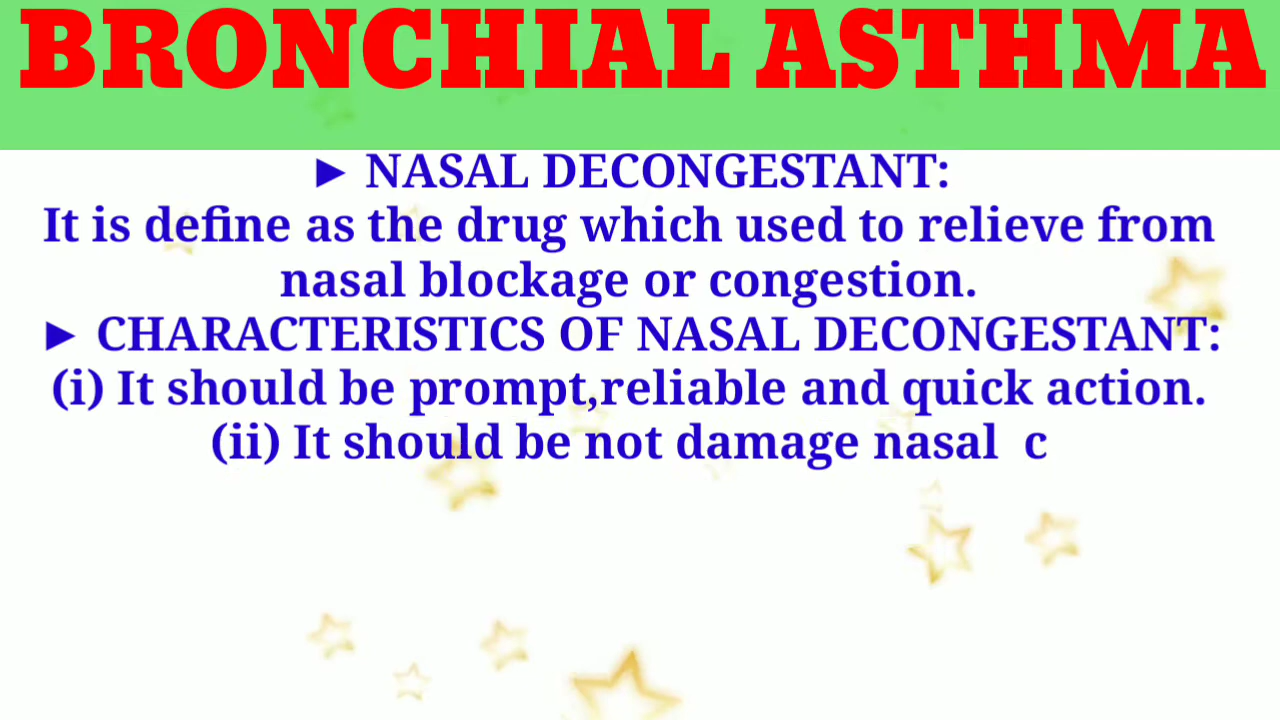 BRONCHIAL ASTHMA
► NASAL DECONGESTANT:
It is define as the drug which used to relieve from
nasal blockage or congestion.
► CHARACTERISTICS OF NASAL DECONGESTANT:
(i) It should be prompt,reliable and quick action.
(ii) It should be not damage nasal  c